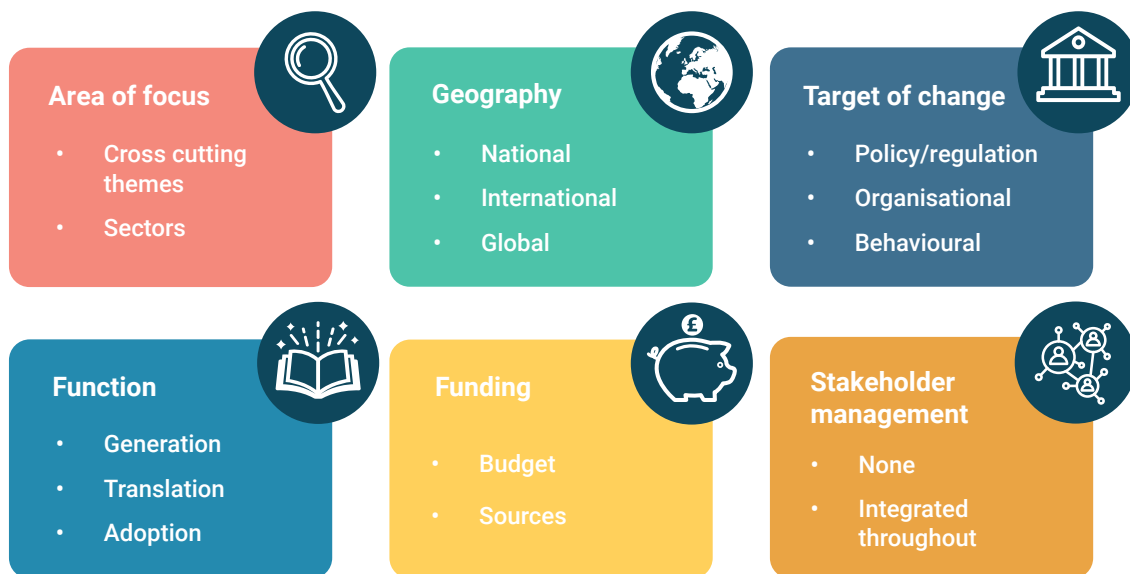 Area of focus
• Cross cutting
themes
• Sectors
Geography
• National
• International
• Global
Target of change
• Policy/regulation
• Organisational
• Behavioural
Function
• Generation
• Translation
• Adoption
£
Funding
• Budget
• Sources
Stakeholder
management
• None
• Integrated
throughout